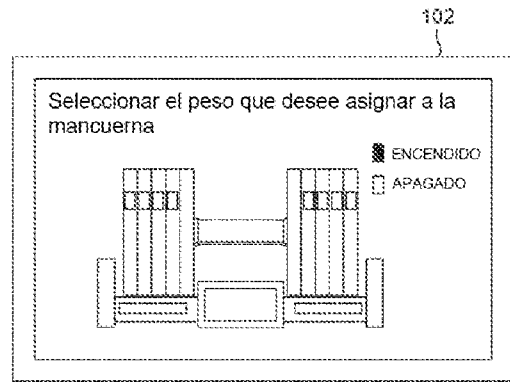 102
Seleccionar el peso que desee asignar a la
mancuerna
ENCENDIDO
APAGADO